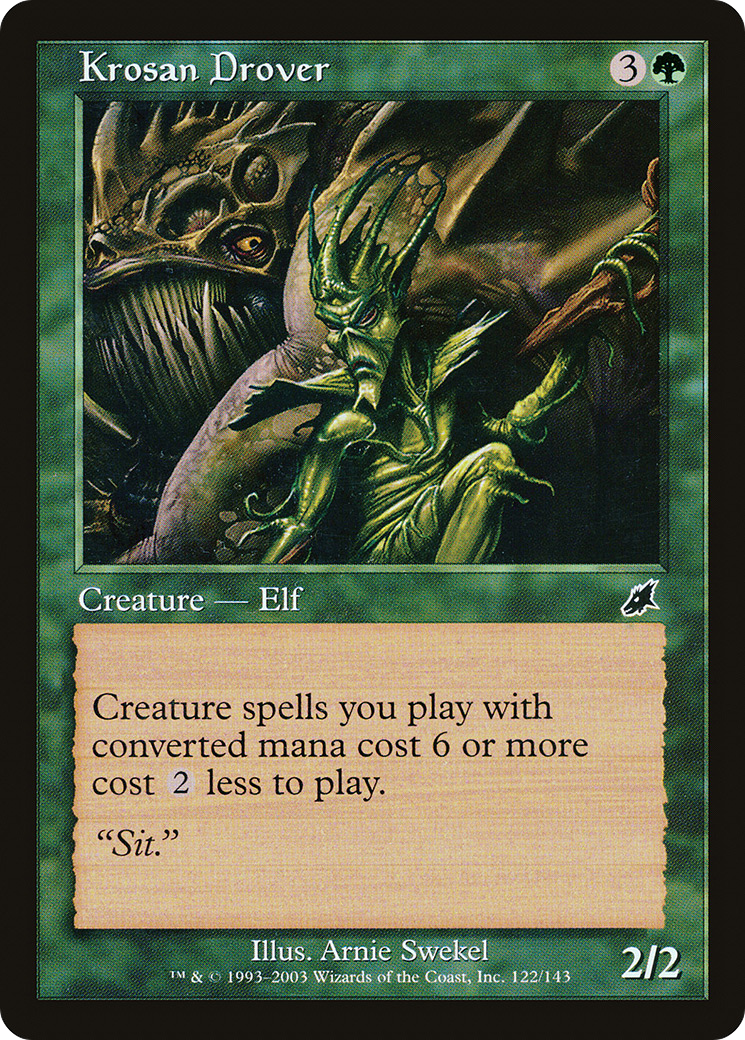 Krosan Drover 3
Creature — Elf
Creature spells you play with
converted mana cost 6 or more
cost 2 less to play.
“Sit.”
Illus. Arnie Swekel
™ & © 1993–2003 Wizards of the Coast, Inc. 122/143
2/2